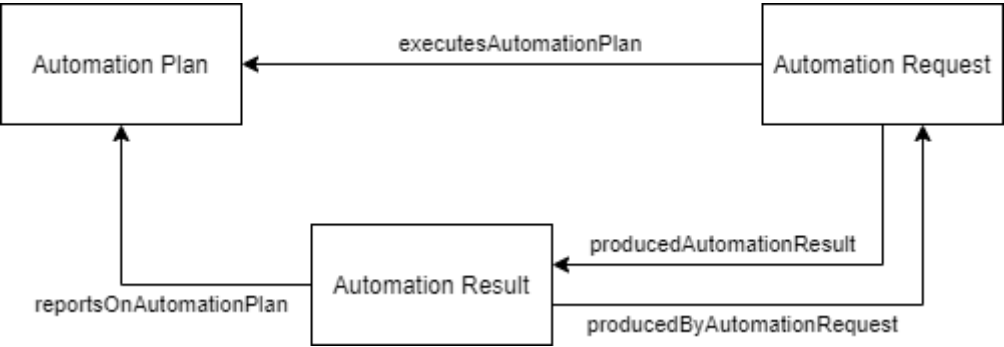 executesAutomationPlan
Automation Plan
Automation Request
producedAutomationResult
Automation Result
reportsOnAutomationPlan
producedByAutomationRequest